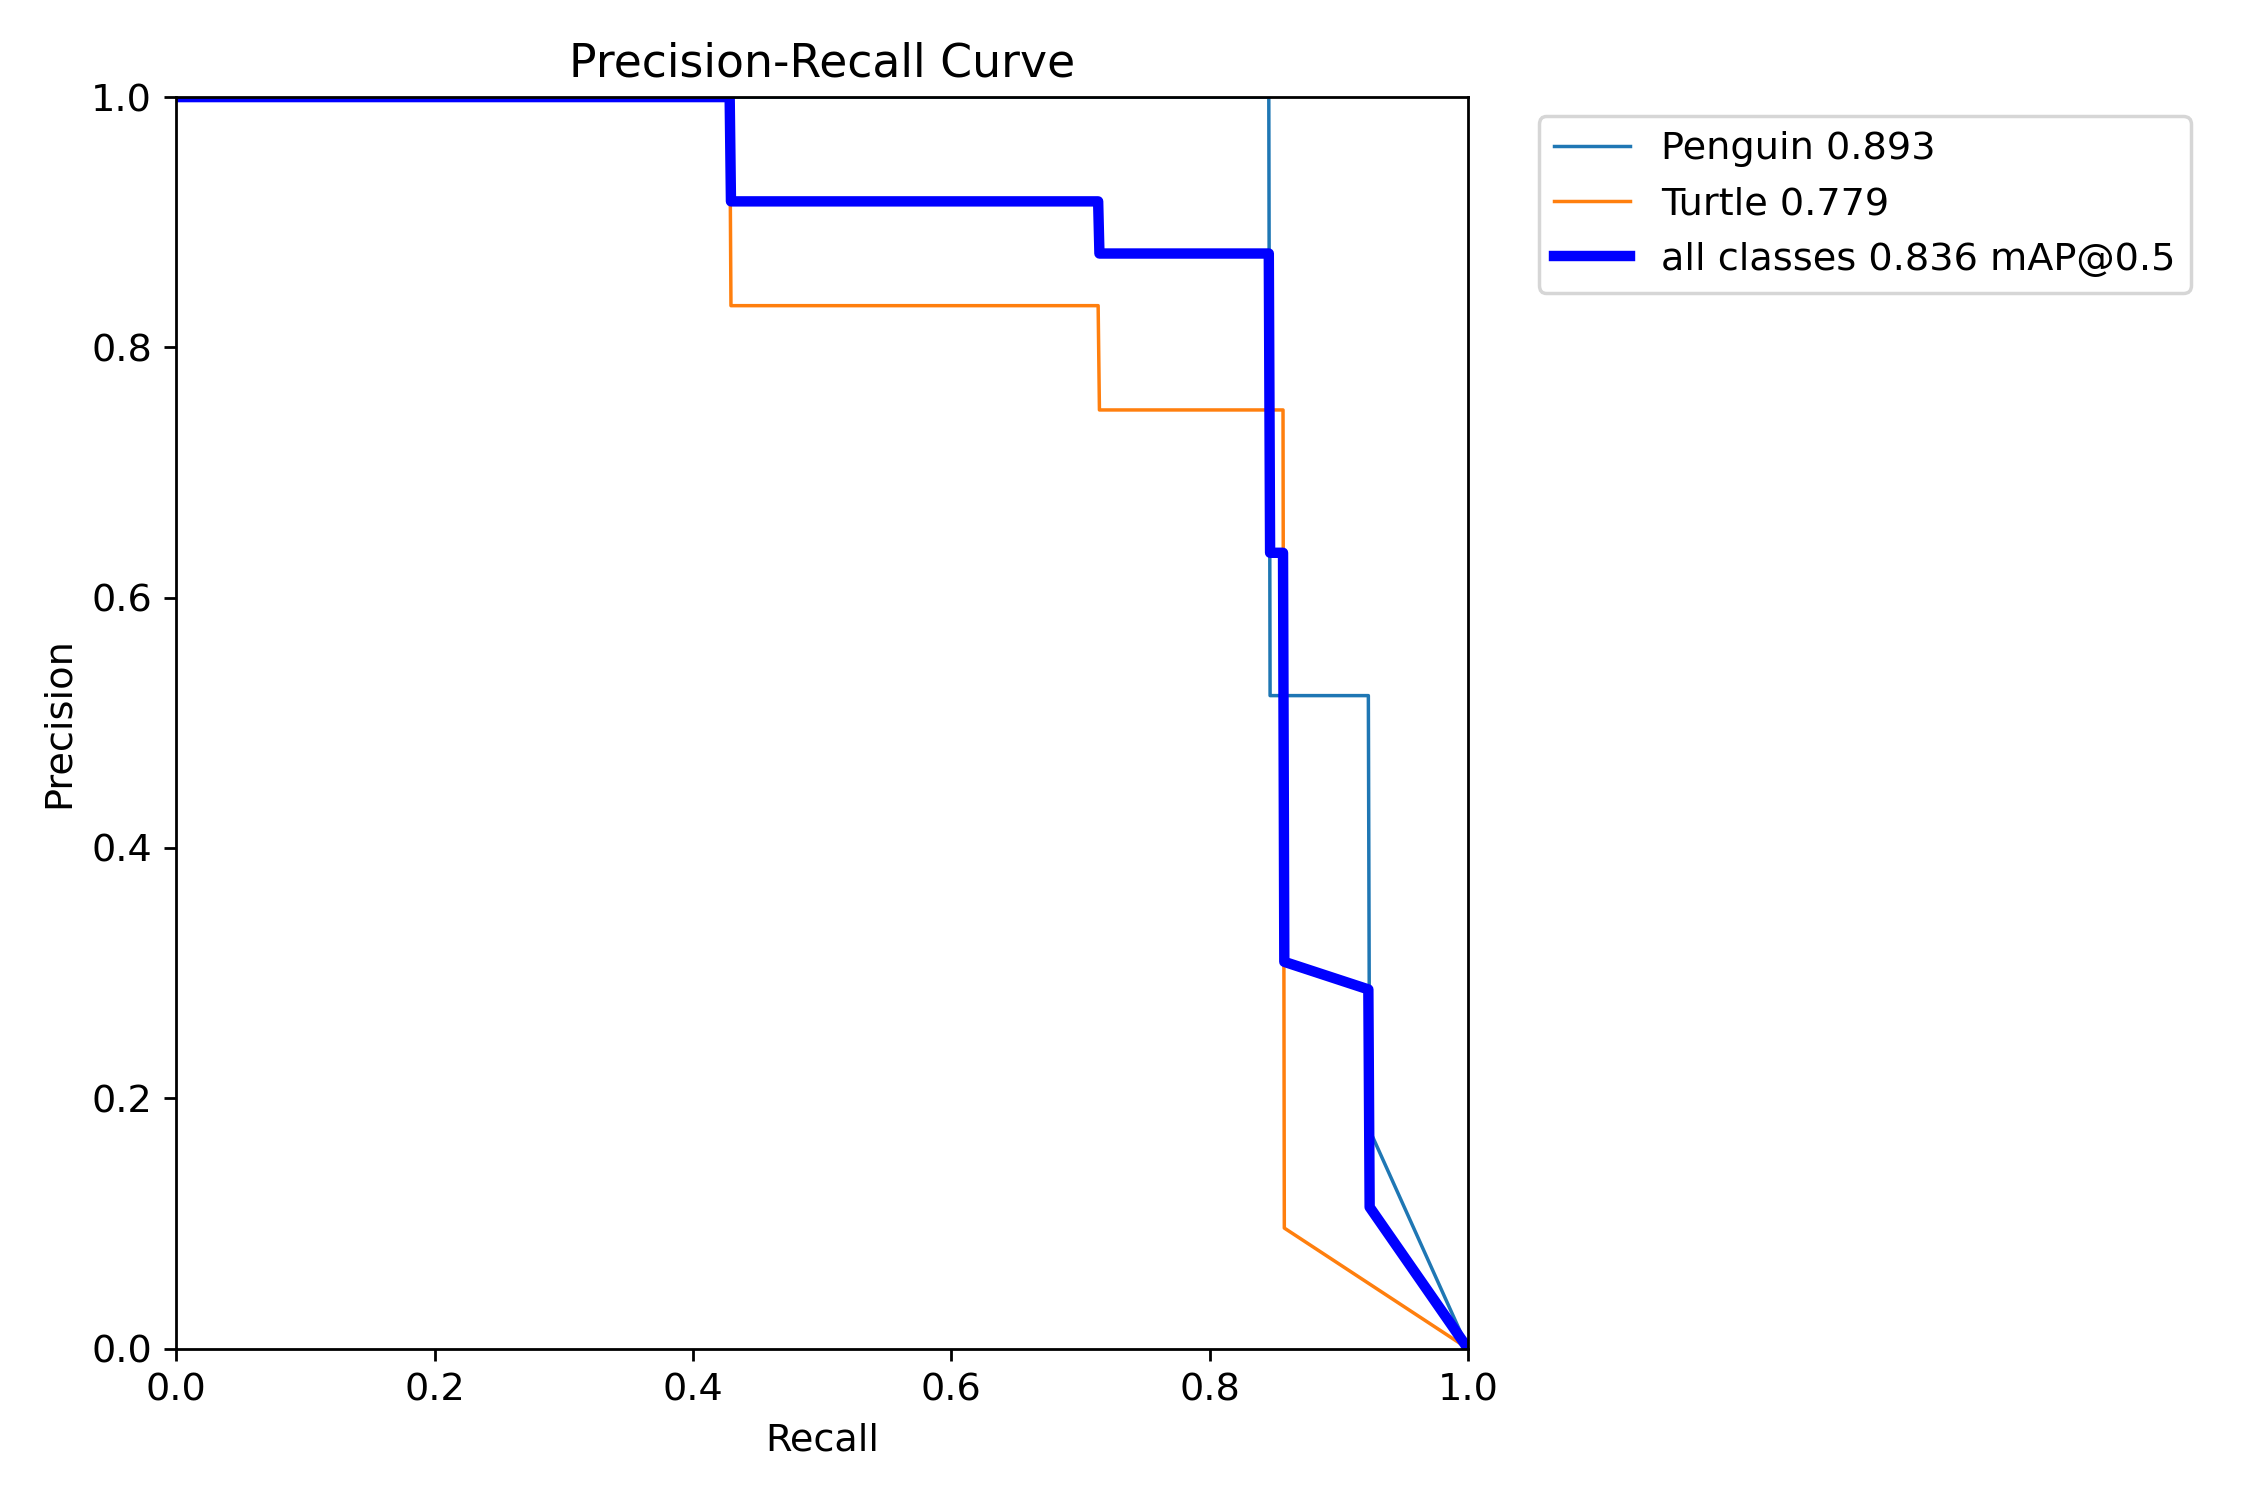 Precision-Recall Curve
1.0
0.8
0.6
0.4
0.2
0.0
Precision
0.0 0.2 0.4 0.6 0.8 1.0
Recall
Penguin 0.893
Turtle 0.779
all classes 0.836 mAP@0.5